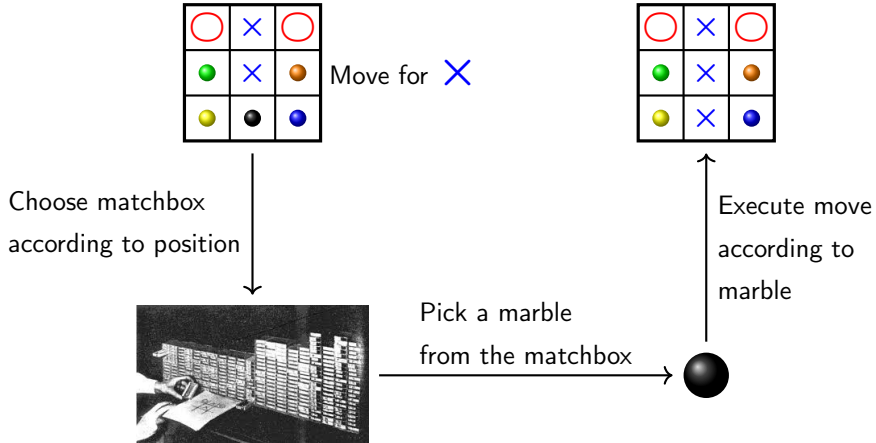 Move for ×
Choose matchbox
according to position
Pick a marble
from the matchbox
Execute move
according to
marble